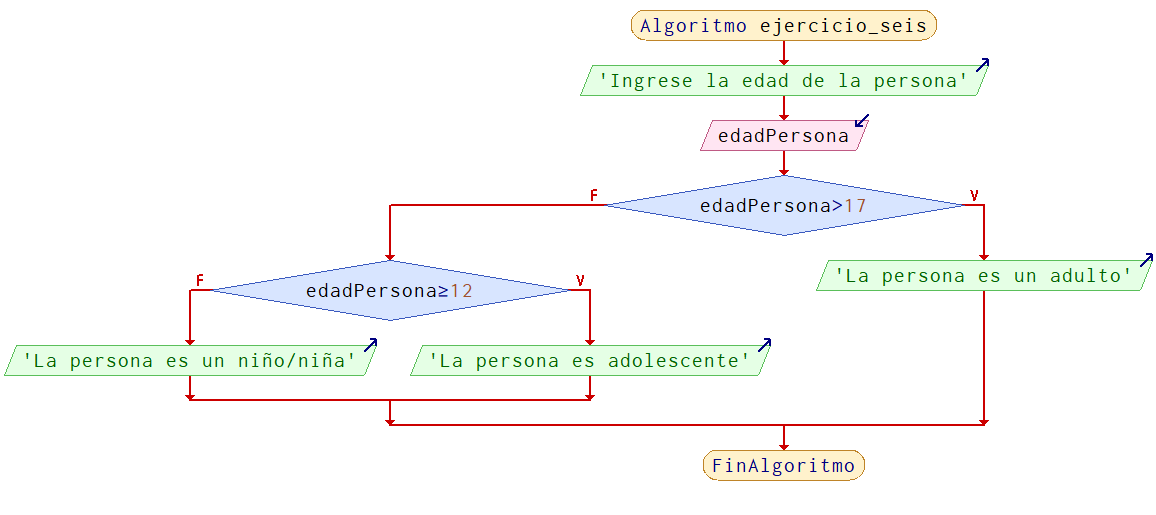 Algoritmo ejercicio_seis
'Ingrese la edad de la persona'
edadPersona
F
V
edadPersona>17
F
V
edadPersona≥12
'La persona es un adulto'
'La persona es un niño/niña'
'La persona es adolescente'
FinAlgoritmo